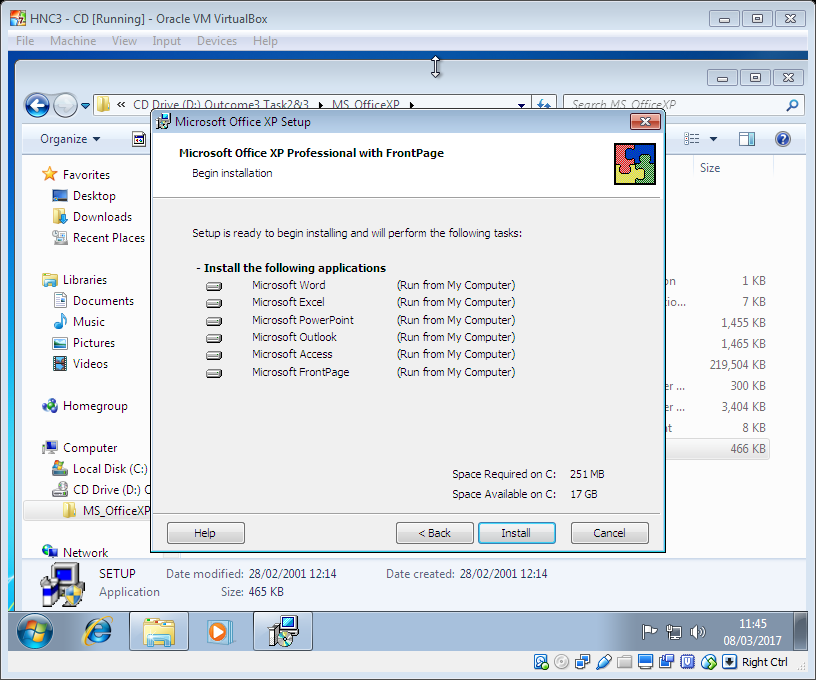 HNC3 - CD [Running] - Oracle VM VirtualBox
File Machine View Input Devices Help
« CD Drive (D:) Outcome3 Task2&3 MS_OfficeXP Search MS_OfficeXP
Microsoft Office XP Setup
Organize
Microsoft Office XP Professional with FrontPage
Begin installation
Size
Favorites
Desktop
Downloads
Recent Places
Libraries
Documents
Music
Pictures
Videos
Homegroup
Computer
Local Disk (C:)
CD Drive (D:)
MS_OfficeXP
Network
Setup is ready to begin installing and will perform the following tasks:
- Install the following applications
Microsoft Word (Run from My Computer)
Microsoft Excel (Run from My Computer)
Microsoft PowerPoint (Run from My Computer)
Microsoft Outlook (Run from My Computer)
Microsoft Access (Run from My Computer)
Microsoft FrontPage (Run from My Computer)
Space Required on C: 251 MB
Space Available on C: 17 GB
Help < Back Install Cancel
1 KB
7 KB
1,455 KB
1,465 KB
219,504 KB
300 KB
3,404 KB
8 KB
466 KB
SETUP Date modified: 28/02/2001 12:14 Date created: 28/02/2001 12:14
Application Size: 465 KB
11:45
08/03/2017
Right Ctrl